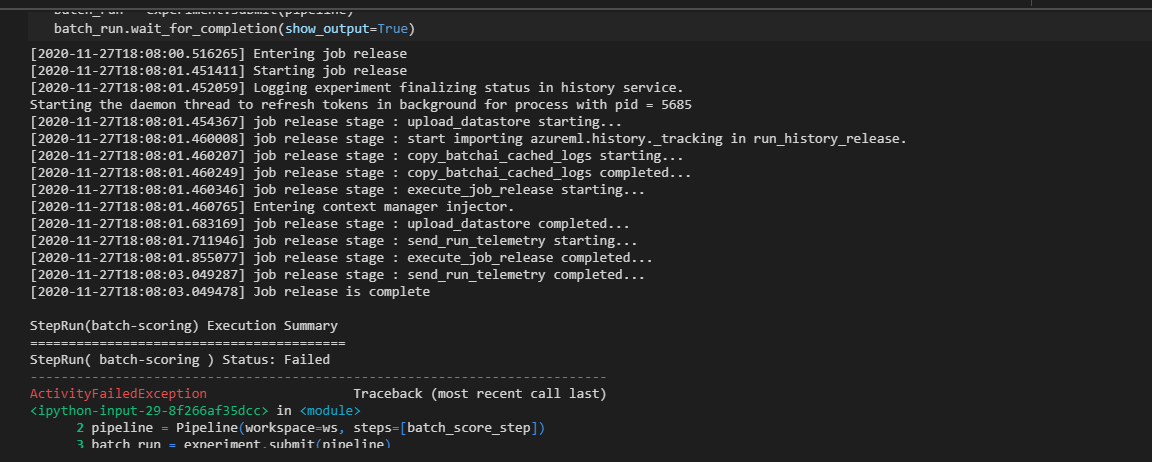 batch_run = experiment.submit(pipeline)
batch_run.wait_for_completion(show_output=True)
[2020-11-27T18:08:00.516265] Entering job release
[2020-11-27T18:08:01.451411] Starting job release
[2020-11-27T18:08:01.452059] Logging experiment finalizing status in history service.
Starting the daemon thread to refresh tokens in background for process with pid = 5685
[2020-11-27T18:08:01.454367] job release stage : upload_datastore starting...
[2020-11-27T18:08:01.460008] job release stage : start importing azureml.history._tracking in run_history_release.
[2020-11-27T18:08:01.460207] job release stage : copy_batchai_cached_logs starting...
[2020-11-27T18:08:01.460249] job release stage : copy_batchai_cached_logs completed...
[2020-11-27T18:08:01.460346] job release stage : execute_job_release starting...
[2020-11-27T18:08:01.460765] Entering context manager injector.
[2020-11-27T18:08:01.683169] job release stage : upload_datastore completed...
[2020-11-27T18:08:01.711946] job release stage : send_run_telemetry starting...
[2020-11-27T18:08:01.855077] job release stage : execute_job_release completed...
[2020-11-27T18:08:03.049287] job release stage : send_run_telemetry completed...
[2020-11-27T18:08:03.049478] Job release is complete
StepRun(batch-scoring) Execution Summary
=========================================
StepRun( batch-scoring ) Status: Failed
---------------------------------------------------------------------------
ActivityFailedException                   Traceback (most recent call last)
<ipython-input-29-8f266af35dcc> in <module>
2 pipeline = Pipeline(workspace=ws, steps=[batch_score_step])
3 batch_run = experiment.submit(pipeline)